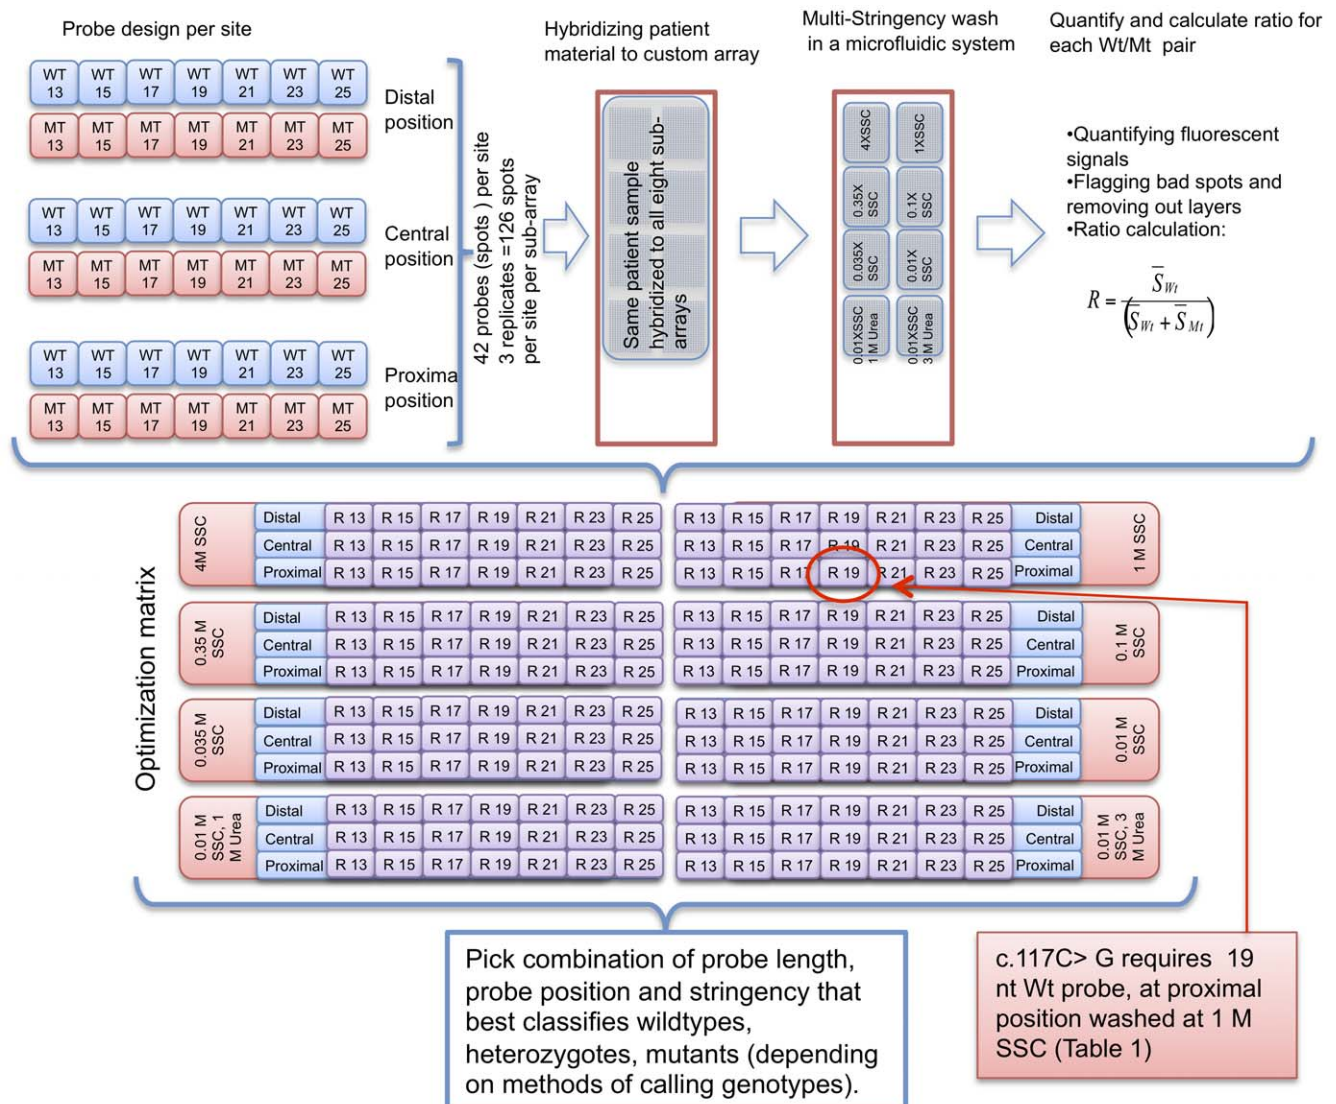 Probe design per site
WT 13 WT 15 WT 17 WT 19 WT 21 WT 23 WT 25
MT 13 MT 15 MT 17 MT 19 MT 21 MT 23 MT 25
Distal
position
WT 13 WT 15 WT 17 WT 19 WT 21 WT 23 WT 25
MT 13 MT 15 MT 17 MT 19 MT 21 MT 23 MT 25
Central
position
WT 13 WT 15 WT 17 WT 19 WT 21 WT 23 WT 25
MT 13 MT 15 MT 17 MT 19 MT 21 MT 23 MT 25
Proxima
position
42 probes (spots ) per site
3 replicates =126 spots
per site per sub-array
Hybridizing patient
material to custom array
Same patient sample
hybridized to all eight sub-
arrays
Multi-Stringency wash
in a microfluidic system
4XSSC
1XSSC
0.35X
SSC
0.1X
SSC
0.035X
SSC
0.01X
SSC
0.01XSSC
1 M Urea
0.01XSSC
3 M Urea
Quantify and calculate ratio for
each Wt/Mt pair
•Quantifying fluorescent
signals
•Flagging bad spots and
removing out layers
•Ratio calculation:
R = S̅Wt / (S̅Wt + S̅Mt)
Optimization matrix
4M SSC
Distal R 13 R 15 R 17 R 19 R 21 R 23 R 25
Central R 13 R 15 R 17 R 19 R 21 R 23 R 25
Proximal R 13 R 15 R 17 R 19 R 21 R 23 R 25
R 13 R 15 R 17 R 19 R 21 R 23 R 25 Distal
R 13 R 15 R 17 R 19 R 21 R 23 R 25 Central
R 13 R 15 R 17 R 19 R 21 R 23 R 25 Proximal
1 M SSC
0.35 M
SSC
Distal R 13 R 15 R 17 R 19 R 21 R 23 R 25
Central R 13 R 15 R 17 R 19 R 21 R 23 R 25
Proximal R 13 R 15 R 17 R 19 R 21 R 23 R 25
R 13 R 15 R 17 R 19 R 21 R 23 R 25 Distal
R 13 R 15 R 17 R 19 R 21 R 23 R 25 Central
R 13 R 15 R 17 R 19 R 21 R 23 R 25 Proximal
0.1 M
SSC
0.035 M
SSC
Distal R 13 R 15 R 17 R 19 R 21 R 23 R 25
Central R 13 R 15 R 17 R 19 R 21 R 23 R 25
Proximal R 13 R 15 R 17 R 19 R 21 R 23 R 25
R 13 R 15 R 17 R 19 R 21 R 23 R 25 Distal
R 13 R 15 R 17 R 19 R 21 R 23 R 25 Central
R 13 R 15 R 17 R 19 R 21 R 23 R 25 Proximal
0.01 M
SSC
0.01 M
SSC, 1
M Urea
Distal R 13 R 15 R 17 R 19 R 21 R 23 R 25
Central R 13 R 15 R 17 R 19 R 21 R 23 R 25
Proximal R 13 R 15 R 17 R 19 R 21 R 23 R 25
R 13 R 15 R 17 R 19 R 21 R 23 R 25 Distal
R 13 R 15 R 17 R 19 R 21 R 23 R 25 Central
R 13 R 15 R 17 R 19 R 21 R 23 R 25 Proximal
0.01 M
SSC, 3
M Urea
Pick combination of probe length,
probe position and stringency that
best classifies wildtypes,
heterozygotes, mutants (depending
on methods of calling genotypes).
c.117C> G requires 19
nt Wt probe, at proximal
position washed at 1 M
SSC (Table 1)